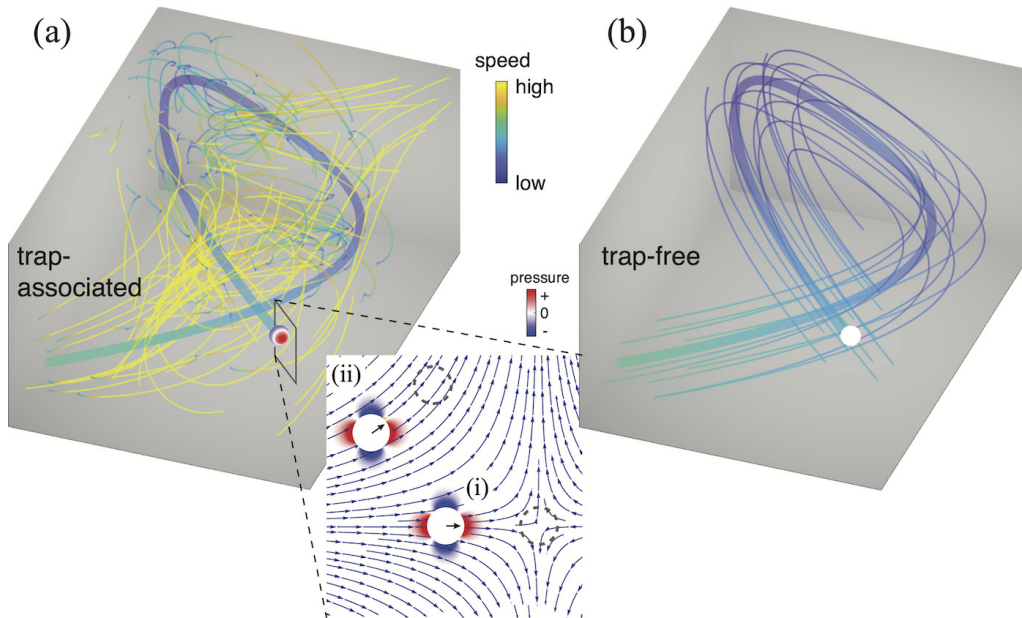 (a)
speed
high
low
trap-
associated
pressure
+
0
-
(ii)
(i)
(b)
trap-free